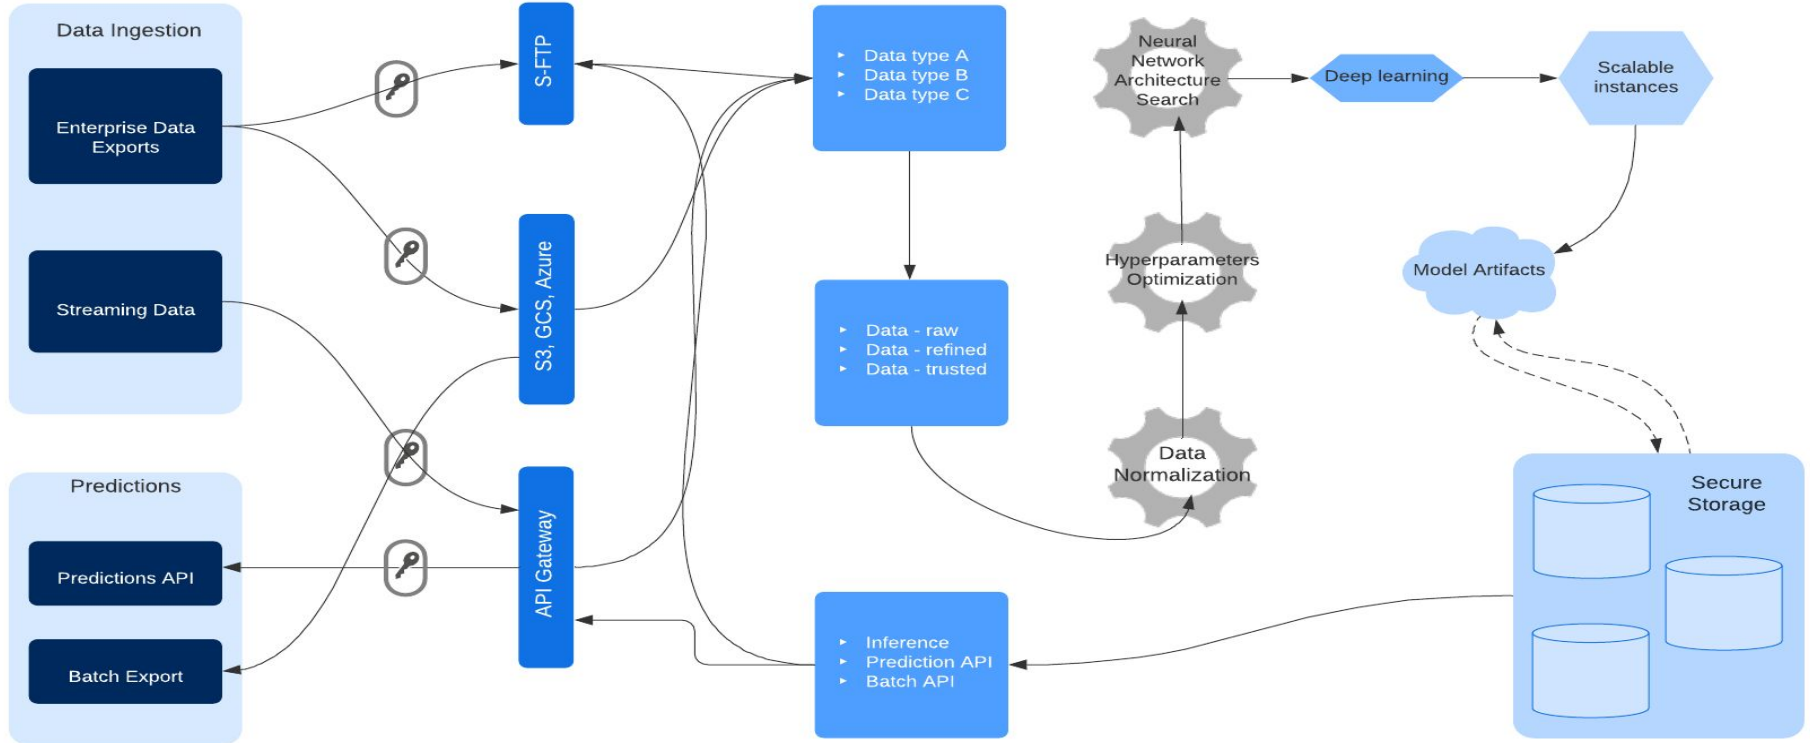 Data Ingestion
Enterprise Data
Exports
Streaming Data
Predictions
Predictions API
Batch Export
S-FTP
S3, GCS, Azure
API Gateway
Data type A
Data type B
Data type C
Data - raw
Data - refined
Data - trusted
Inference
Prediction API
Batch API
Neural
Network
Architecture
Search
Hyperparameters
Optimization
Data
Normalization
Deep learning
Scalable
instances
Model Artifacts
Secure
Storage